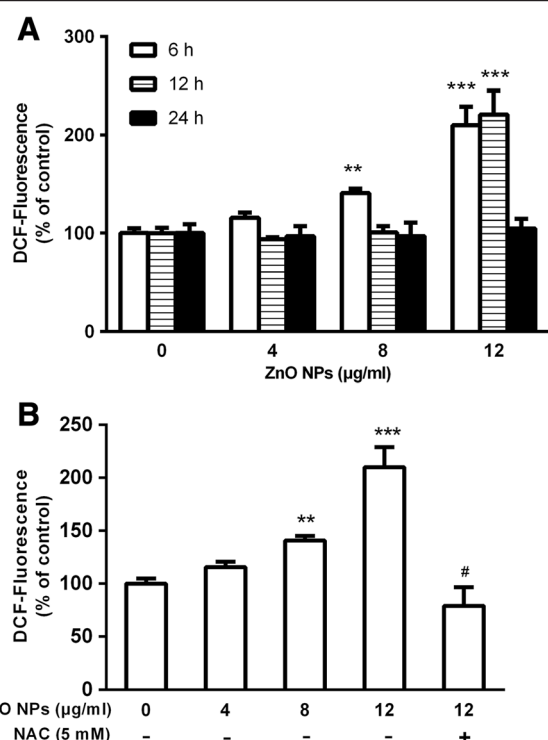 A
300
200
100
0
DCF-Fluorescence
(% of control)
6 h
12 h
24 h
**
***
***
0 4 8 12
ZnO NPs (µg/ml)
B
250
200
150
100
50
0
DCF-Fluorescence
(% of control)
**
***
#
O NPs (µg/ml) 0 4 8 12 12
NAC (5 mM) - - - - +